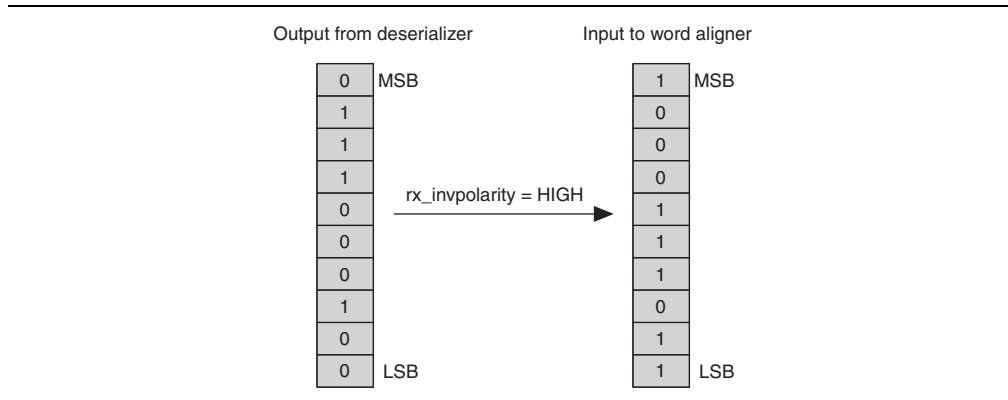 Output from deserializer Input to word aligner
0 MSB 1 MSB
1 0
1 0
1 0
rx_invpolarity = HIGH
0 1
0 1
0 1
1 0
0 1
0 LSB 1 LSB